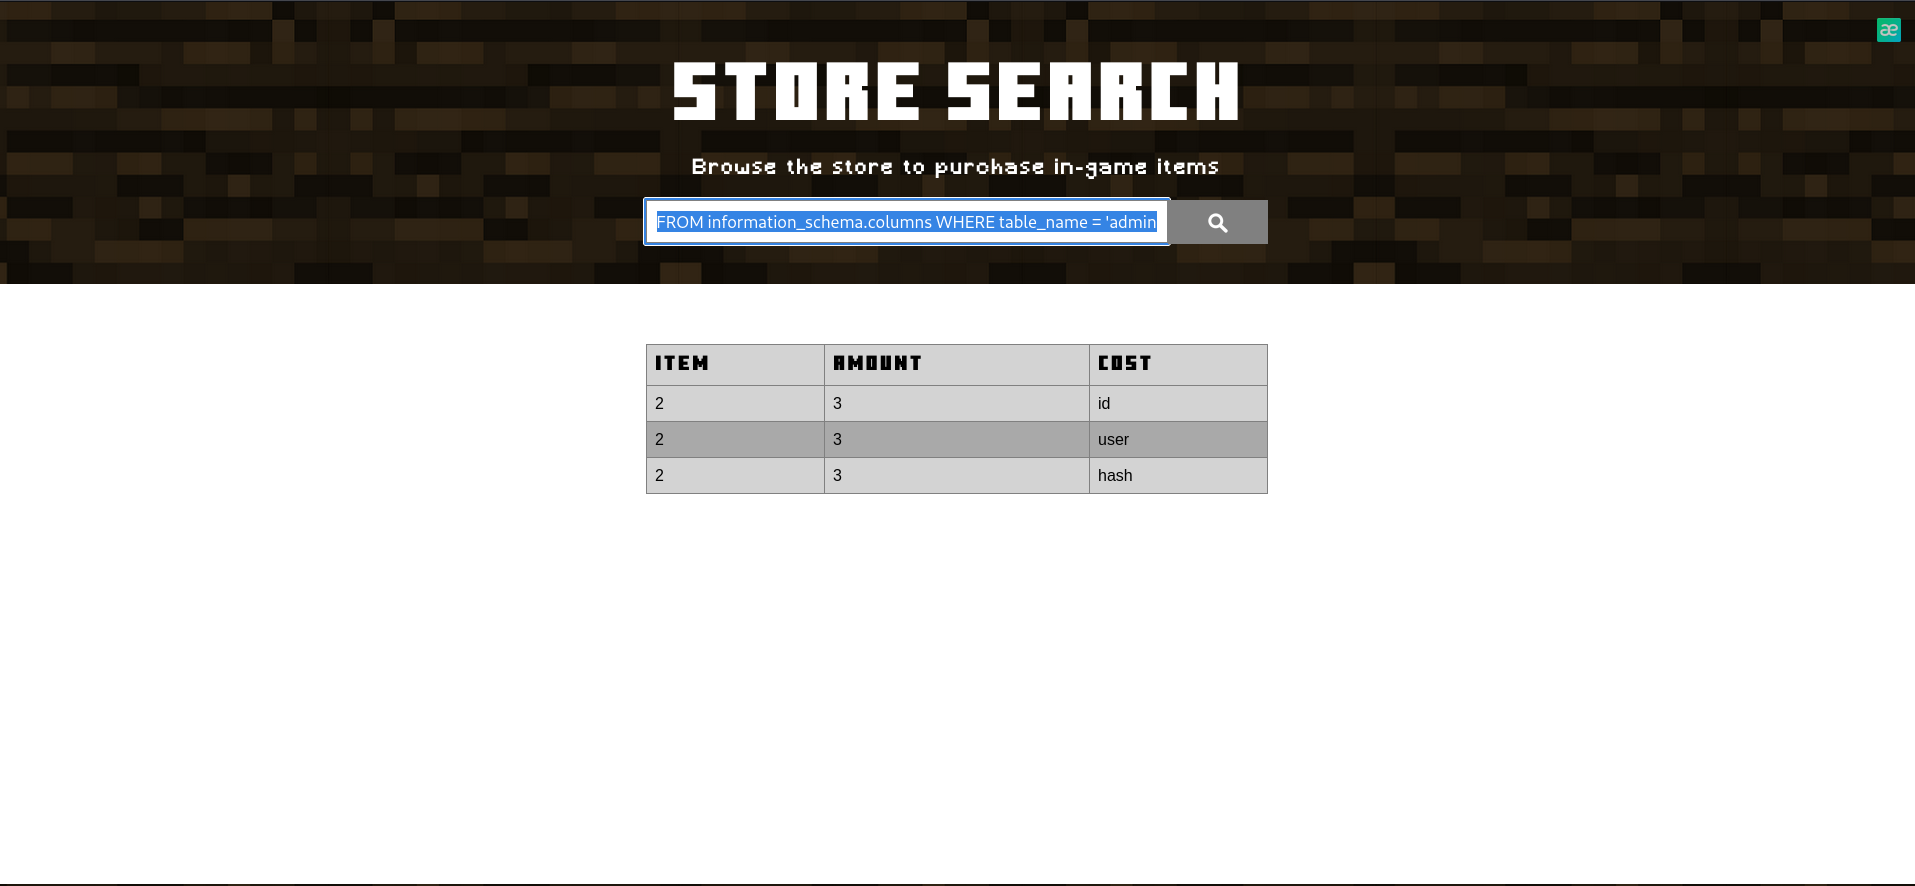 æ
STORE SEARCH
Browse the store to purchase in-game items
FROM information_schema.columns WHERE table_name = 'admin
ITEM AMOUNT COST
2 3 id
2 3 user
2 3 hash